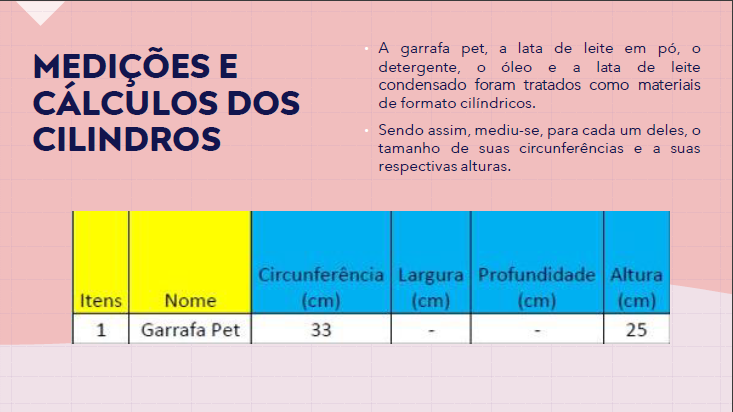 MEDIÇÕES E
CÁLCULOS DOS
CILINDROS
• A garrafa pet, a lata de leite em pó, o
detergente, o óleo e a lata de leite
condensado foram tratados como materiais
de formato cilíndricos.
• Sendo assim, mediu-se, para cada um deles, o
tamanho de suas circunferências e a suas
respectivas alturas.
Itens Nome Circunferência (cm) Largura (cm) Profundidade (cm) Altura (cm)
1 Garrafa Pet 33 - - 25